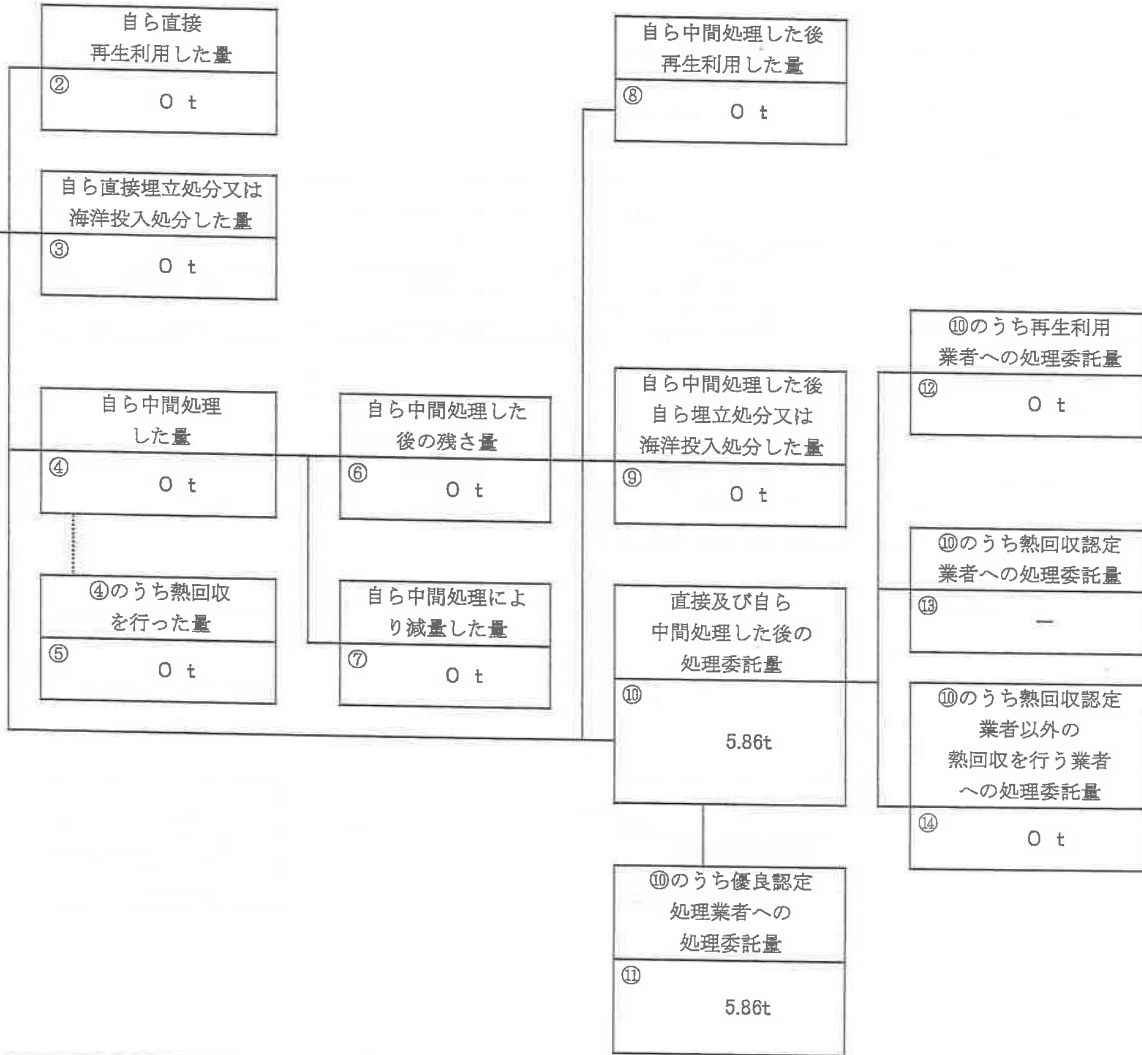 自ら直接
再生利用した量
②
0 t
自ら中間処理した後
再生利用した量
⑧
0 t
自ら直接埋立処分又は
海洋投入処分した量
③
0 t
自ら中間処理
した量
④
0 t
自ら中間処理した
後の残さ量
⑥
0 t
自ら中間処理した後
自ら埋立処分又は
海洋投入処分した量
⑨
0 t
⑩のうち再生利用
業者への処理委託量
⑫
0 t
④のうち熱回収
を行った量
⑤
0 t
自ら中間処理によ
り減量した量
⑦
0 t
直接及び自ら
中間処理した後の
処理委託量
⑩
5.86t
⑩のうち熱回収認定
業者への処理委託量
⑬
—
⑩のうち熱回収認定
業者以外の
熱回収を行う業者
への処理委託量
⑭
0 t
⑩のうち優良認定
処理業者への
処理委託量
⑪
5.86t